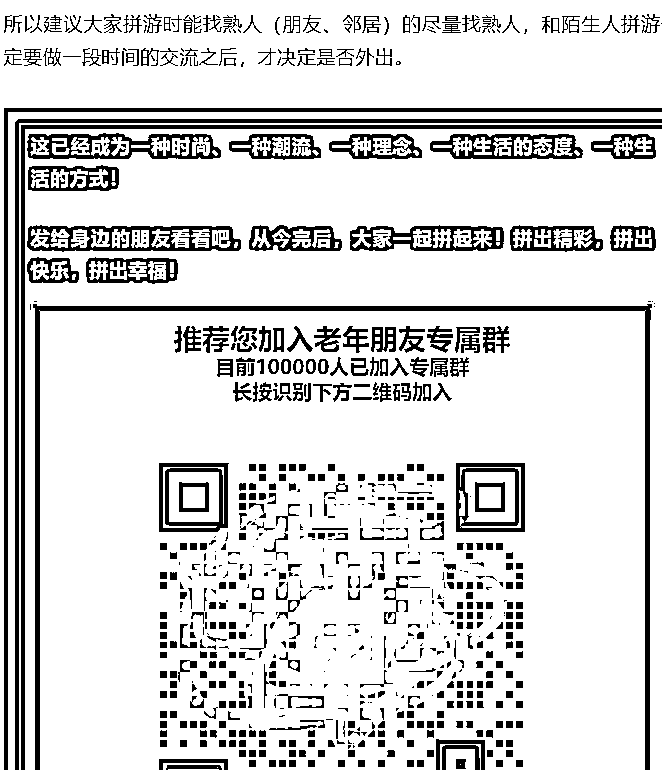 所以建议大家拼游时能找熟人（朋友、邻居）的尽量找熟人，和陌生人拼游
定要做一段时间的交流之后，才决定是否外出。
这已经成为一种时尚、一种潮流、一种理念、一种生活的态度、一种生
活的方式！
发给身边的朋友看看吧，从今完后，大家一起拼起来！拼出精彩，拼出
快乐，拼出幸福！
推荐您加入老年朋友专属群
目前100000人已加入专属群
长按识别下方二维码加入